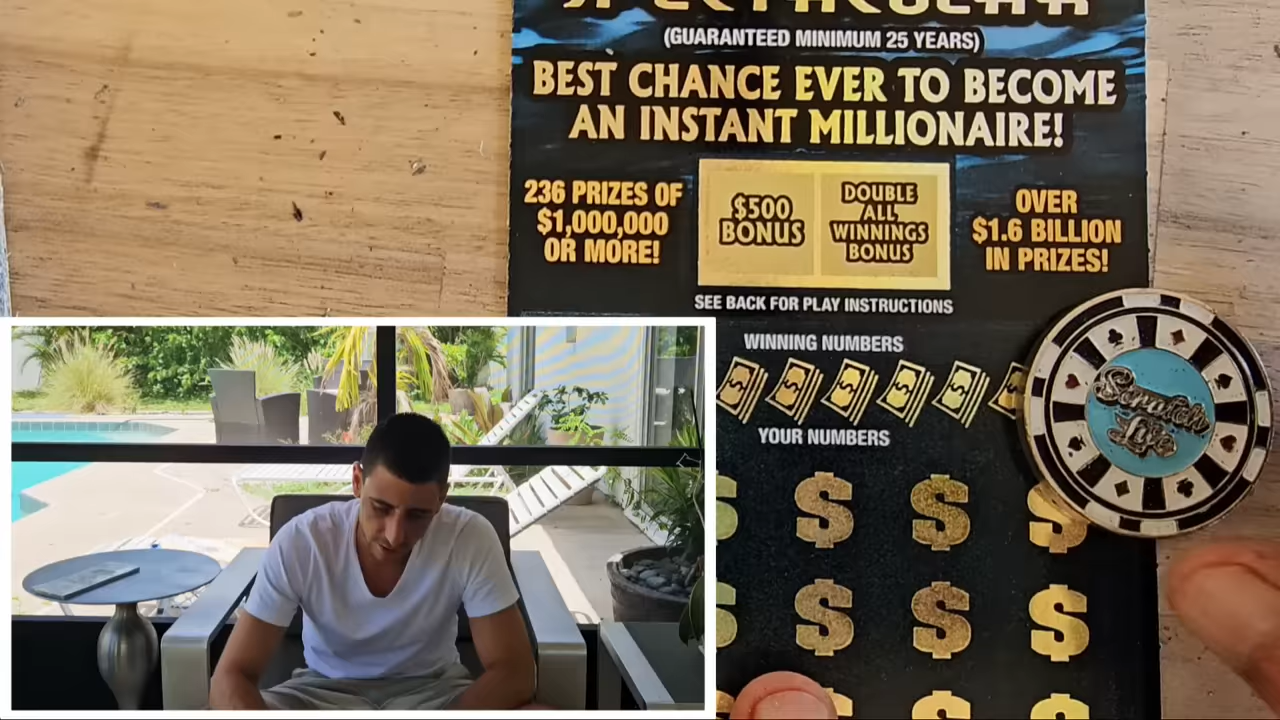 SPECTACULAR
(GUARANTEED MINIMUM 25 YEARS)
BEST CHANCE EVER TO BECOME
AN INSTANT MILLIONAIRE!
236 PRIZES OF
$1,000,000
OR MORE!
$500
BONUS
DOUBLE
ALL
WINNINGS
BONUS
OVER
$1.6 BILLION
IN PRIZES!
SEE BACK FOR PLAY INSTRUCTIONS
WINNING NUMBERS
$ $ $ $ $ $
YOUR NUMBERS
$ $ $ $
$ $ $ $
Scratch
Life